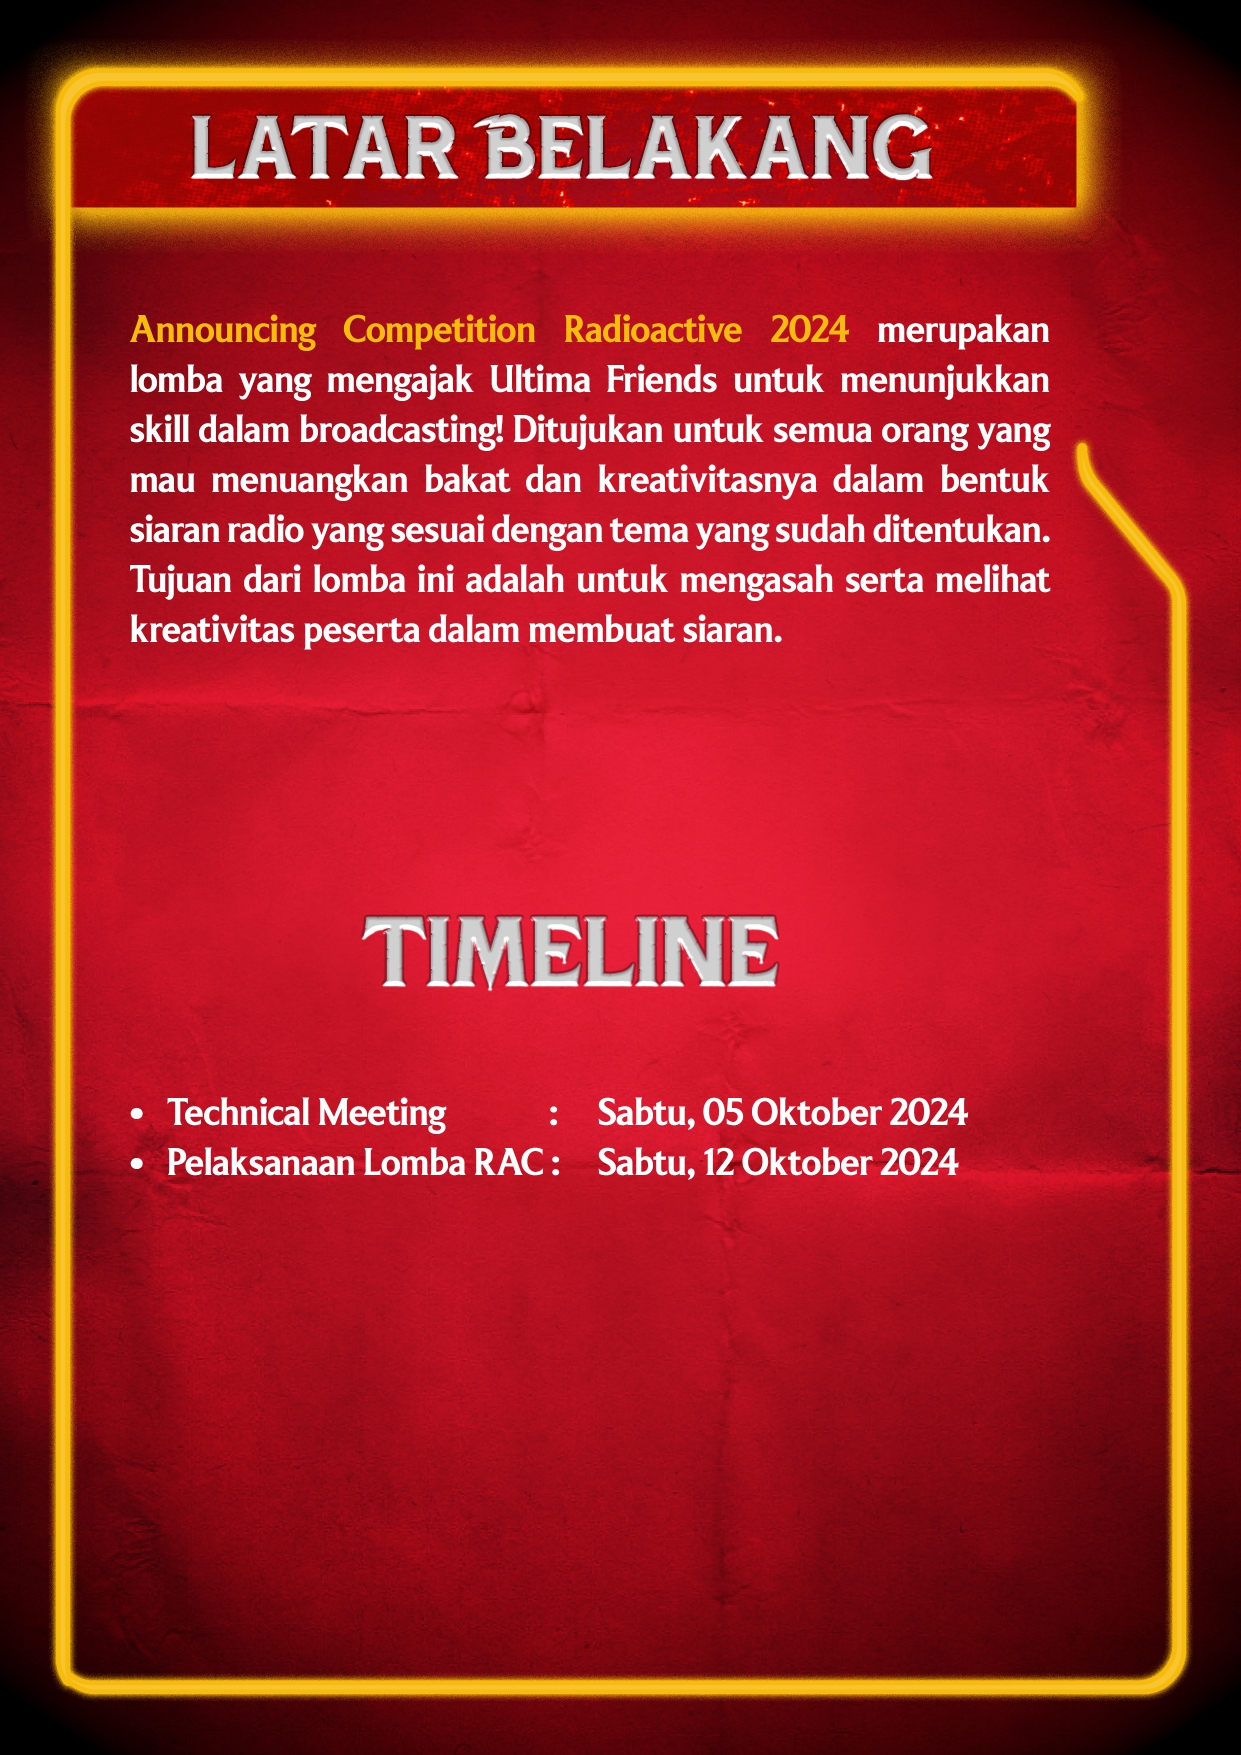 LATAR BELAKANG
Announcing Competition Radioactive 2024 merupakan
lomba yang mengajak Ultima Friends untuk menunjukkan
skill dalam broadcasting! Ditujukan untuk semua orang yang
mau menuangkan bakat dan kreativitasnya dalam bentuk
siaran radio yang sesuai dengan tema yang sudah ditentukan.
Tujuan dari lomba ini adalah untuk mengasah serta melihat
kreativitas peserta dalam membuat siaran.
TIMELINE
• Technical Meeting : Sabtu, 05 Oktober 2024
• Pelaksanaan Lomba RAC : Sabtu, 12 Oktober 2024